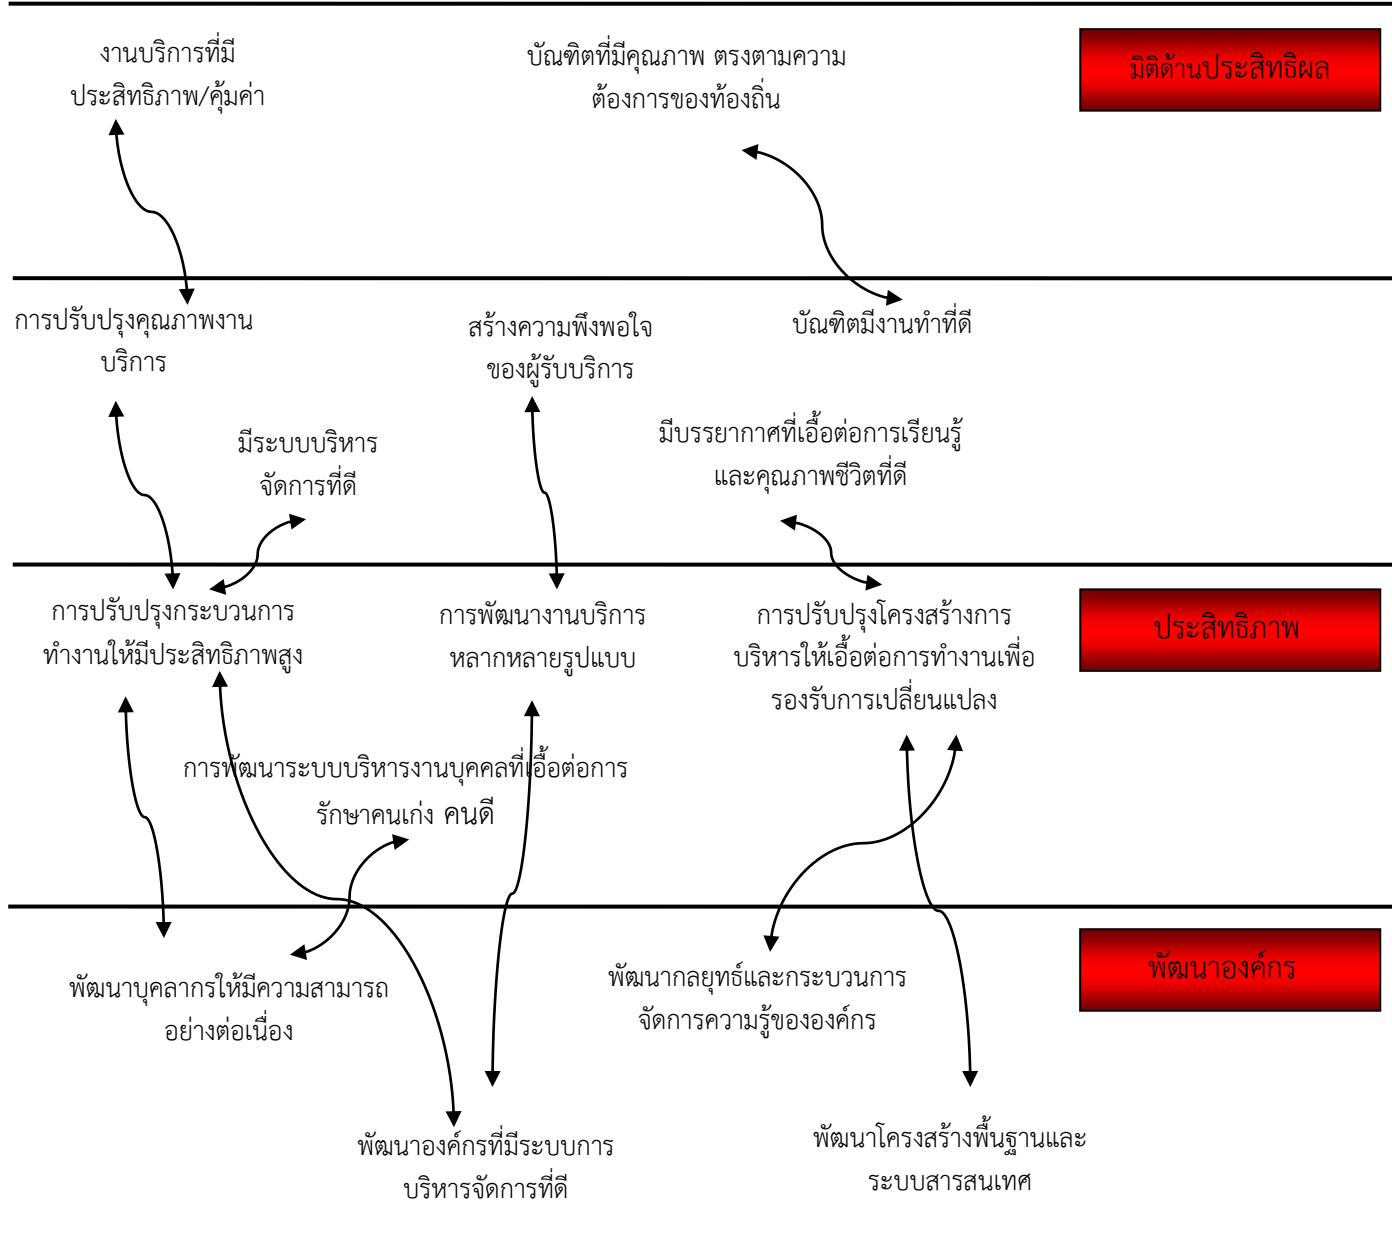 งานบริการที่มี
ประสิทธิภาพ/คุ้มค่า
บัณฑิตที่มีคุณภาพ ตรงตามความ
ต้องการของท้องถิ่น
มิติด้านประสิทธิผล
การปรับปรุงคุณภาพงาน
บริการ
สร้างความพึงพอใจ
ของผู้รับบริการ
บัณฑิตมีงานทำที่ดี
มีระบบบริหาร
จัดการที่ดี
มีบรรยากาศที่เอื้อต่อการเรียนรู้
และคุณภาพชีวิตที่ดี
การปรับปรุงกระบวนการ
ทำงานให้มีประสิทธิภาพสูง
การพัฒนางานบริการ
หลากหลายรูปแบบ
การปรับปรุงโครงสร้างการ
บริหารให้เอื้อต่อการทำงานเพื่อ
รองรับการเปลี่ยนแปลง
ประสิทธิภาพ
การพัฒนาระบบบริหารงานบุคคลที่เอื้อต่อการ
รักษาคนเก่ง คนดี
พัฒนาบุคลากรให้มีความสามารถ
อย่างต่อเนื่อง
พัฒนากลยุทธ์และกระบวนการ
จัดการความรู้ขององค์กร
พัฒนาองค์กร
พัฒนาองค์กรที่มีระบบการ
บริหารจัดการที่ดี
พัฒนาโครงสร้างพื้นฐานและ
ระบบสารสนเทศ